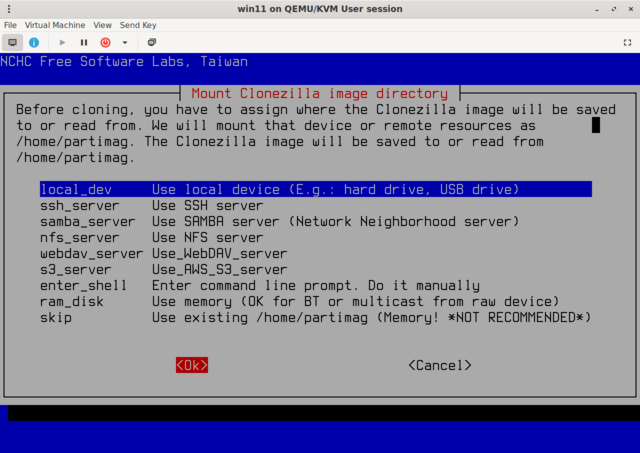 win11 on QEMU/KVM User session
File Virtual Machine View Send Key
NCHC Free Software Labs, Taiwan
Mount Clonezilla image directory
Before cloning, you have to assign where the Clonezilla image will be saved
to or read from. We will mount that device or remote resources as
/home/partimag. The Clonezilla image will be saved to or read from
/home/partimag.
local_dev Use local device (E.g.: hard drive, USB drive)
ssh_server Use SSH server
samba_server Use SAMBA server (Network Neighborhood server)
nfs_server Use NFS server
webdav_server Use_WebDAV_server
s3_server Use_AWS_S3_server
enter_shell Enter command line prompt. Do it manually
ram_disk Use memory (OK for BT or multicast from raw device)
skip Use existing /home/partimag (Memory! *NOT RECOMMENDED*)
<Ok> <Cancel>